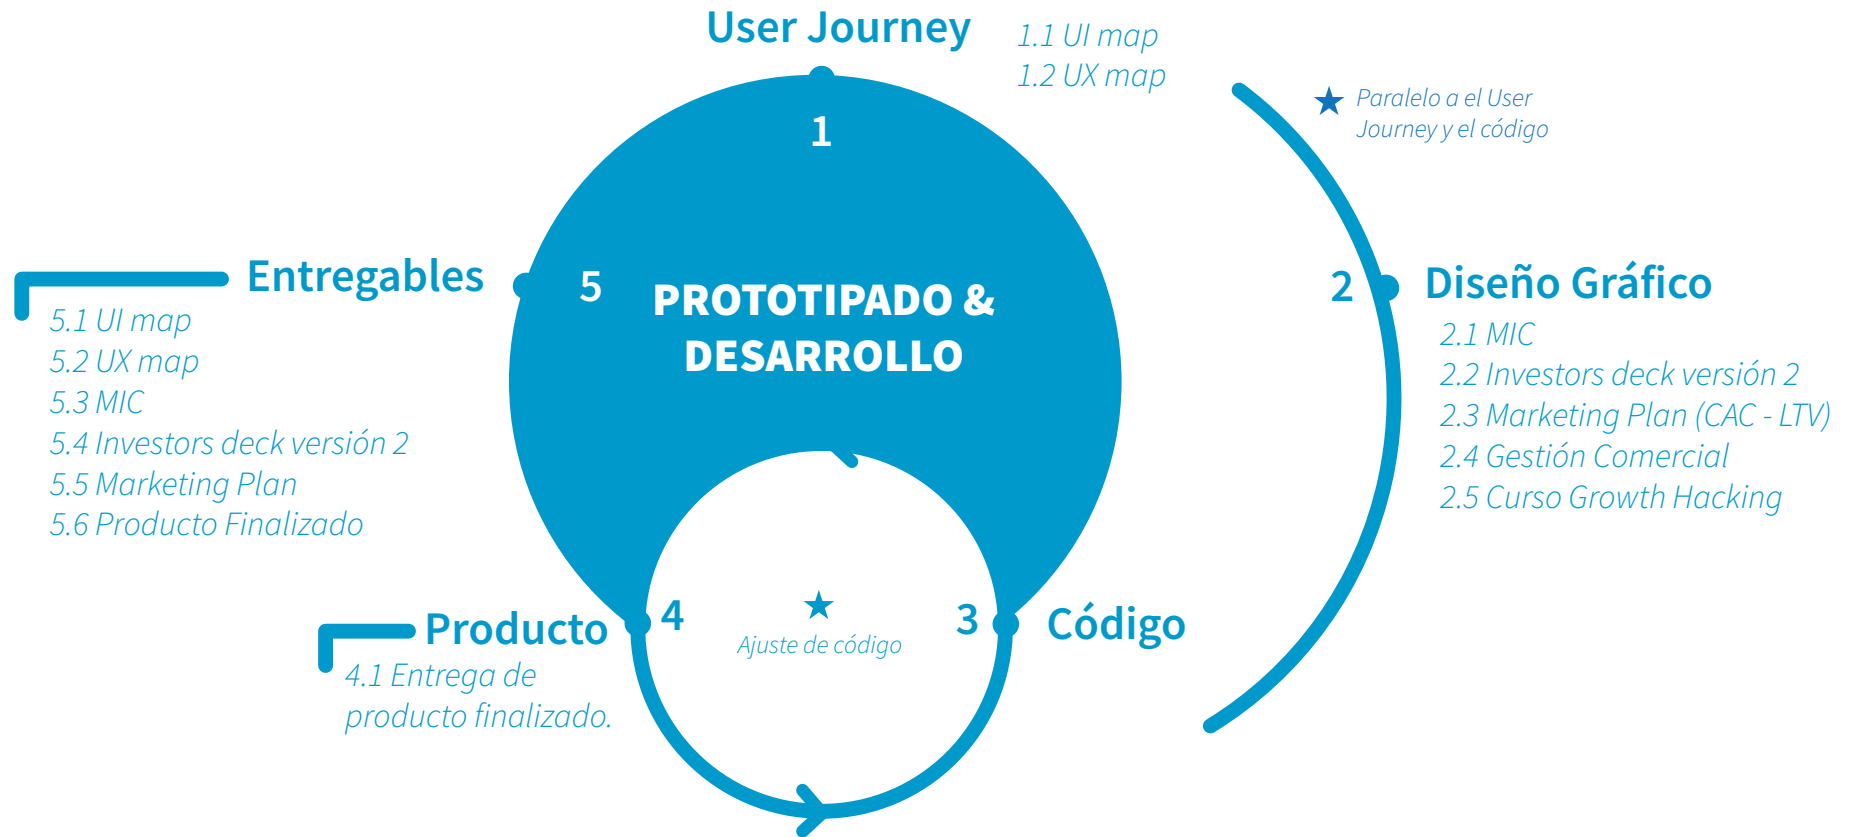 User Journey
1.1 UI map
1.2 UX map
1
★ Paralelo a el User
Journey y el código
PROTOTIPADO &
DESARROLLO
2
Diseño Gráfico
2.1 MIC
2.2 Investors deck versión 2
2.3 Marketing Plan (CAC - LTV)
2.4 Gestión Comercial
2.5 Curso Growth Hacking
3
Código
★
Ajuste de código
4
Producto
4.1 Entrega de
producto finalizado.
5
Entregables
5.1 UI map
5.2 UX map
5.3 MIC
5.4 Investors deck versión 2
5.5 Marketing Plan
5.6 Producto Finalizado